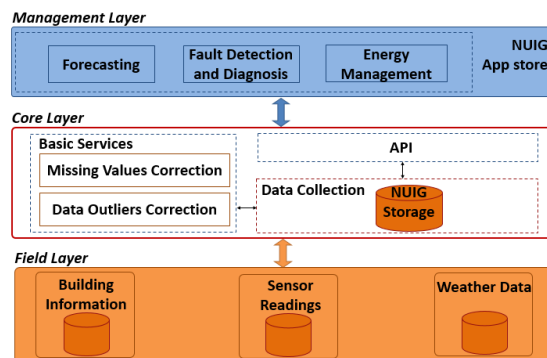 Management Layer
NUIG
App store
Forecasting
Fault Detection
and Diagnosis
Energy
Management
Core Layer
Basic Services
Missing Values Correction
Data Outliers Correction
API
Data Collection
NUIG
Storage
Field Layer
Building
Information
Sensor
Readings
Weather Data